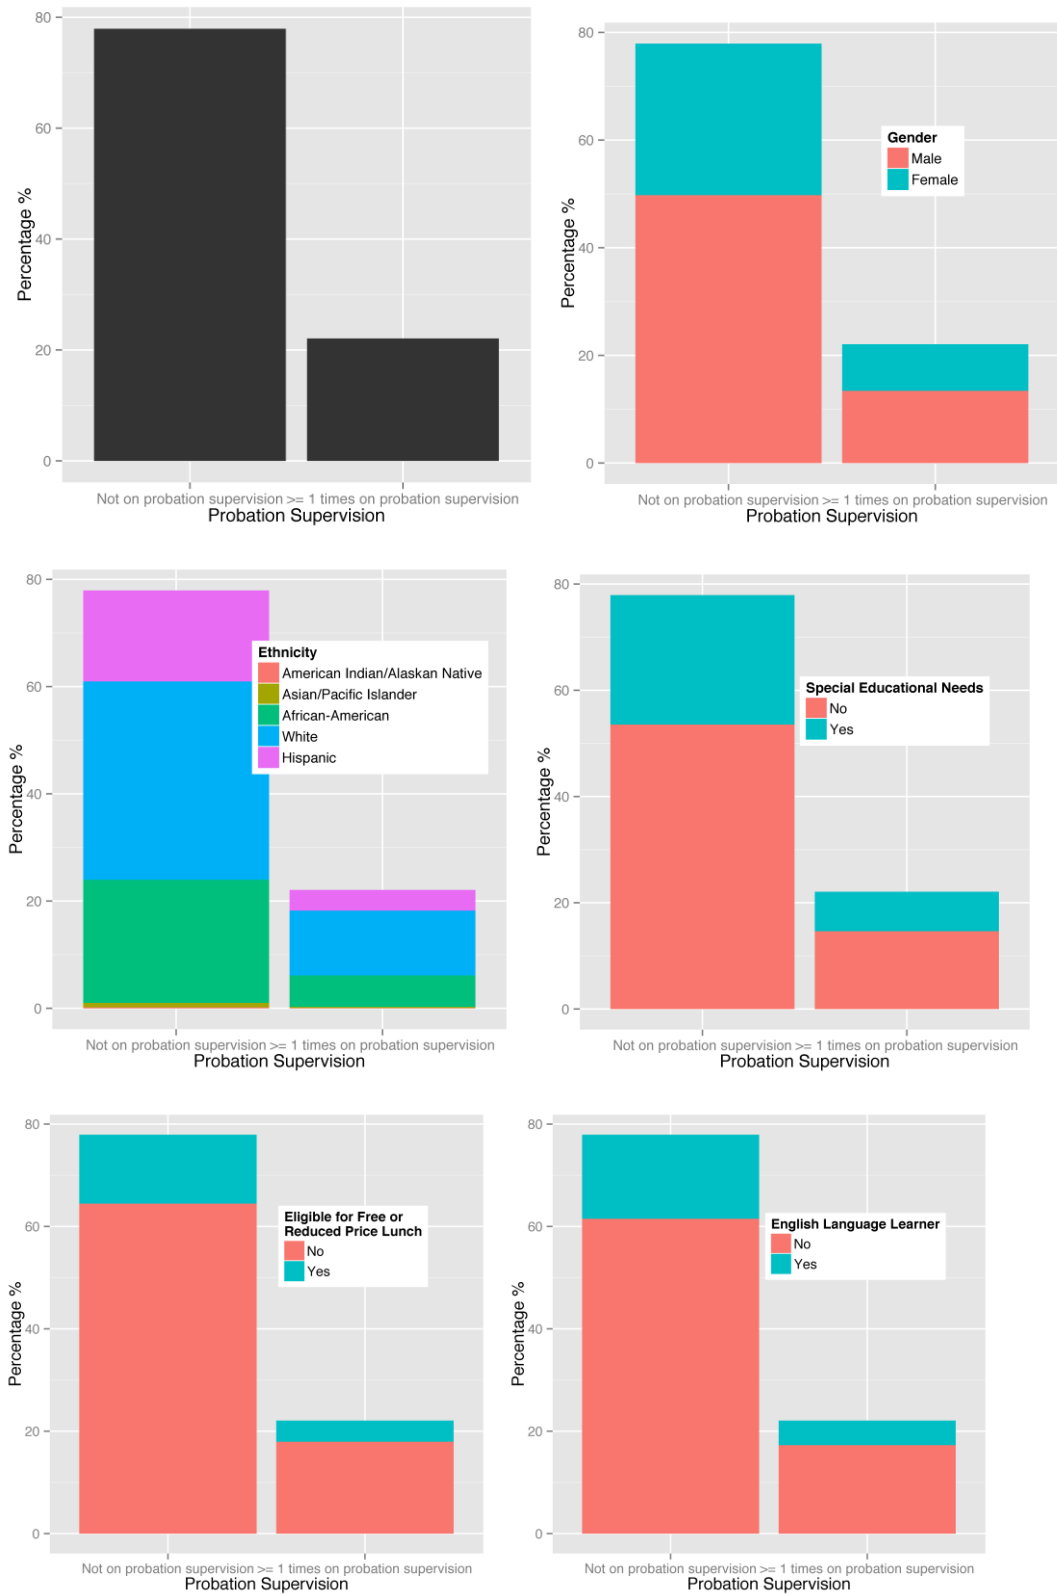 80
60
40
20
0
Percentage %
Not on probation supervision >= 1 times on probation supervision
Probation Supervision
80
60
40
20
0
Percentage %
Gender
Male
Female
Not on probation supervision >= 1 times on probation supervision
Probation Supervision
80
60
40
20
0
Percentage %
Ethnicity
American Indian/Alaskan Native
Asian/Pacific Islander
African-American
White
Hispanic
Not on probation supervision >= 1 times on probation supervision
Probation Supervision
80
60
40
20
0
Percentage %
Special Educational Needs
No
Yes
Not on probation supervision >= 1 times on probation supervision
Probation Supervision
80
60
40
20
0
Percentage %
Eligible for Free or
Reduced Price Lunch
No
Yes
Not on probation supervision >= 1 times on probation supervision
Probation Supervision
80
60
40
20
0
Percentage %
English Language Learner
No
Yes
Not on probation supervision >= 1 times on probation supervision
Probation Supervision